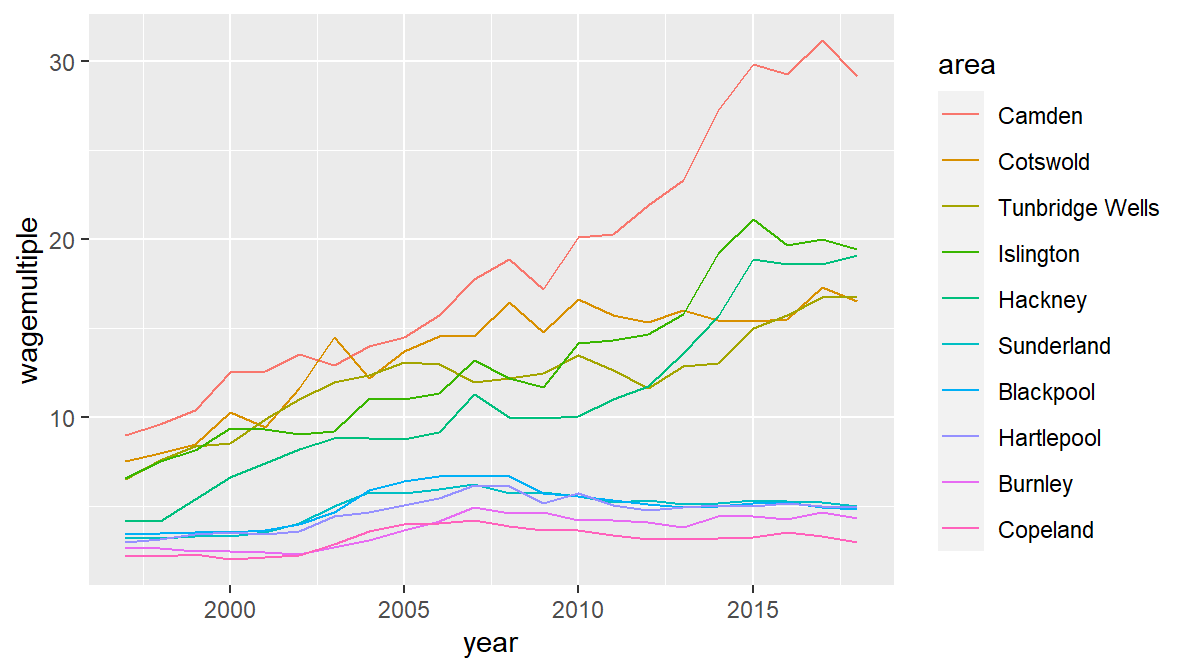 30
20
10
wagemultiple
2000 2005 2010 2015
year
area
Camden
Cotswold
Tunbridge Wells
Islington
Hackney
Sunderland
Blackpool
Hartlepool
Burnley
Copeland